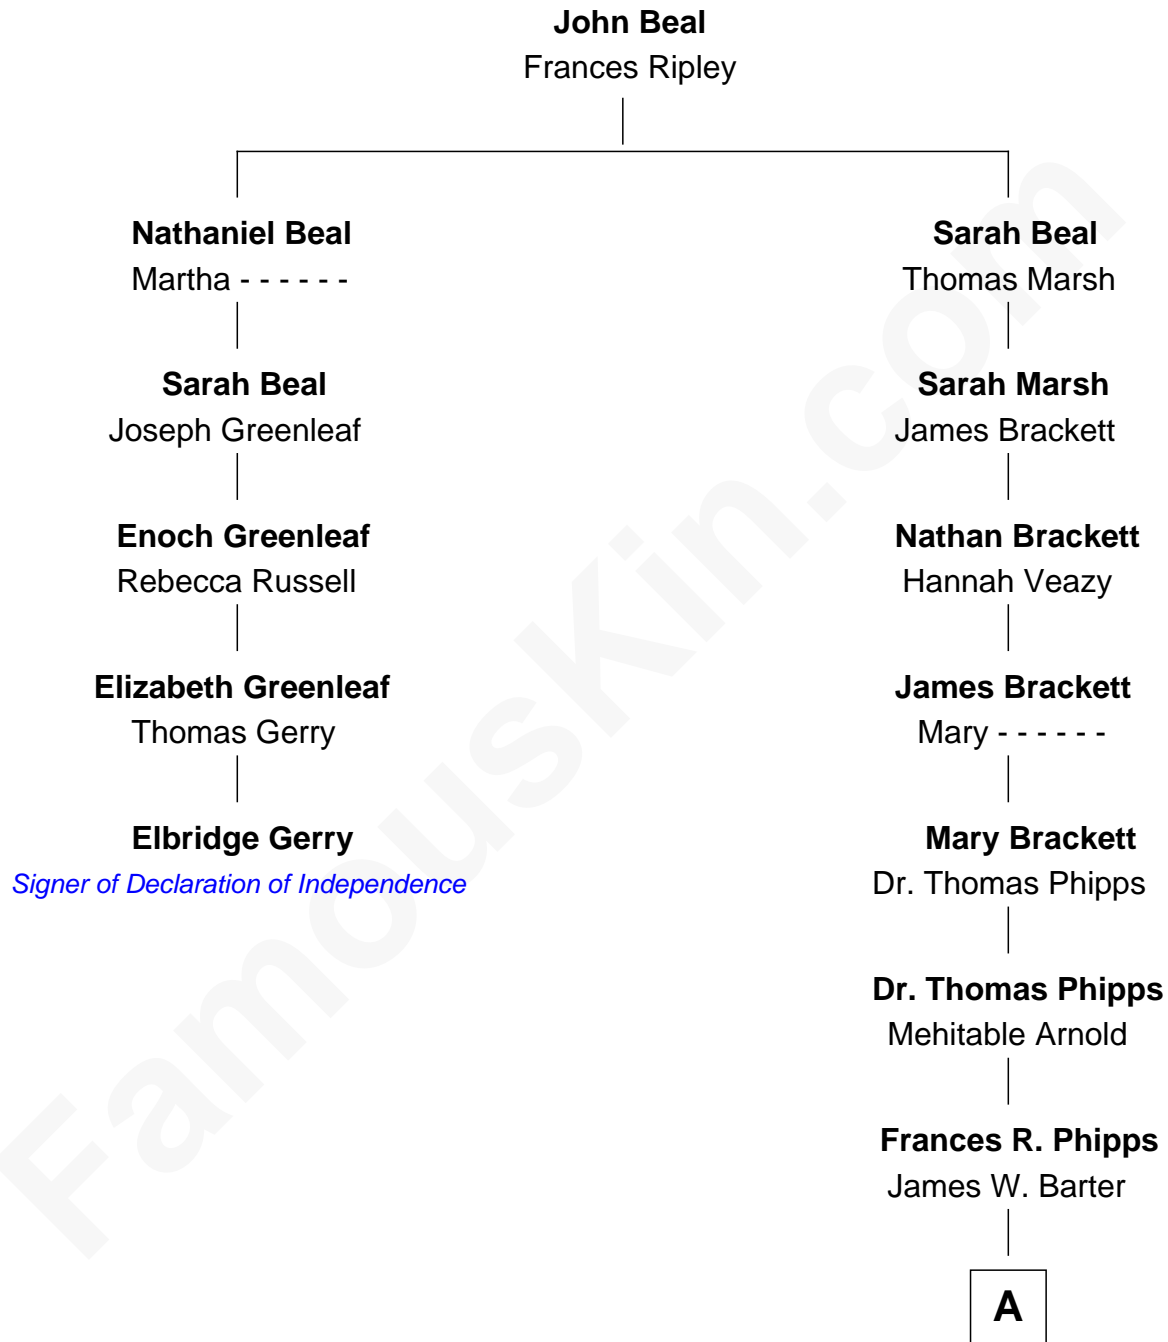 John Beal
Frances Ripley
Nathaniel Beal
Martha - - - - - -
Sarah Beal
Joseph Greenleaf
Enoch Greenleaf
Rebecca Russell
Elizabeth Greenleaf
Thomas Gerry
Elbridge Gerry
Signer of Declaration of Independence
Sarah Beal
Thomas Marsh
Sarah Marsh
James Brackett
Nathan Brackett
Hannah Veazy
James Brackett
Mary - - - - - -
Mary Brackett
Dr. Thomas Phipps
Dr. Thomas Phipps
Mehitable Arnold
Frances R. Phipps
James W. Barter
A
FamousKin.com